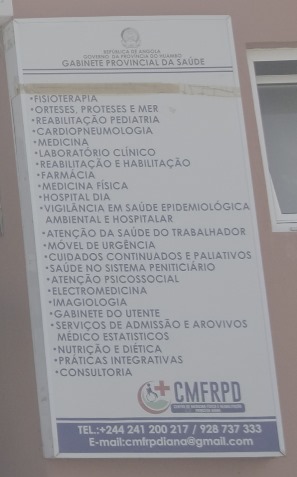 REPÚBLICA DE ANGOLA
GOVERNO DA PROVÍNCIA DO HUAMBO
GABINETE PROVINCIAL DA SAÚDE
•FISIOTERAPIA
•ORTESES, PROTESES E MER
•REABILITAÇÃO PEDIATRIA
•CARDIOPNEUMOLOGIA
•MEDICINA
•LABORATÓRIO CLÍNICO
•REABILITAÇÃO E HABILITAÇÃO
•FARMÁCIA
•MEDICINA FÍSICA
•HOSPITAL DIA
•VIGILÂNCIA EM SAÚDE EPIDEMIOLÓGICA
AMBIENTAL E HOSPITALAR
•ATENÇÃO DA SAÚDE DO TRABALHADOR
•MÓVEL DE URGÊNCIA
•CUIDADOS CONTINUADOS E PALIATIVOS
•SAÚDE NO SISTEMA PENITICIÁRIO
•ATENÇÃO PSICOSSOCIAL
•ELECTROMEDICINA
•IMAGIOLOGIA
•GABINETE DO UTENTE
•SERVIÇOS DE ADMISSÃO E AROVIVOS
MÉDICO ESTATISTICOS
•NUTRIÇÃO E DIÉTICA
•PRÁTICAS INTEGRATIVAS
•CONSULTORIA
CMFRPD
TEL.:+244 241 200 217 / 928 737 333
E-mail:cmfrpdiana@gmail.com